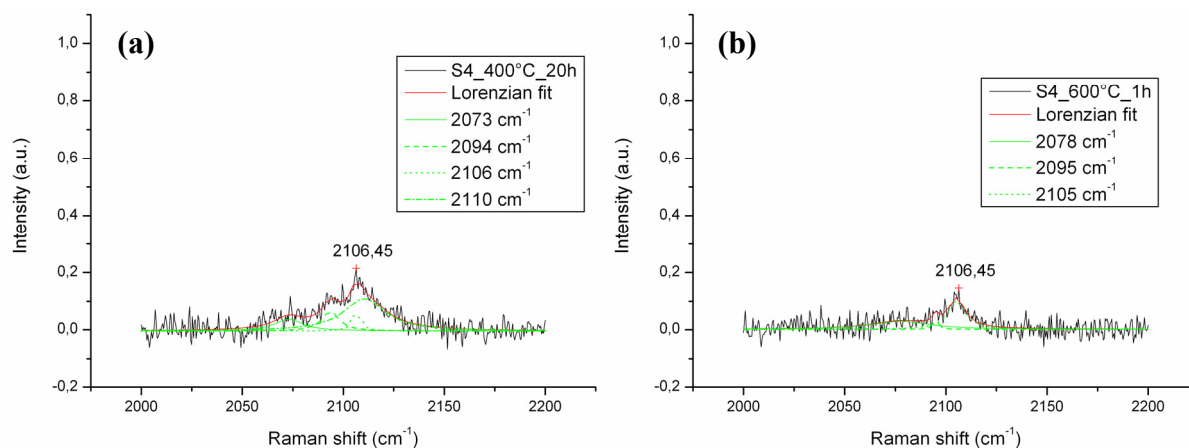 (a)
S4_400°C_20h
Lorenzian fit
2073 cm-1
2094 cm-1
2106 cm-1
2110 cm-1
2106,45
Intensity (a.u.)
1,0
0,8
0,6
0,4
0,2
0,0
-0,2
2000
2050
2100
2150
2200
Raman shift (cm-1)
(b)
S4_600°C_1h
Lorenzian fit
2078 cm-1
2095 cm-1
2105 cm-1
2106,45
Intensity (a.u.)
1,0
0,8
0,6
0,4
0,2
0,0
-0,2
2000
2050
2100
2150
2200
Raman shift (cm-1)